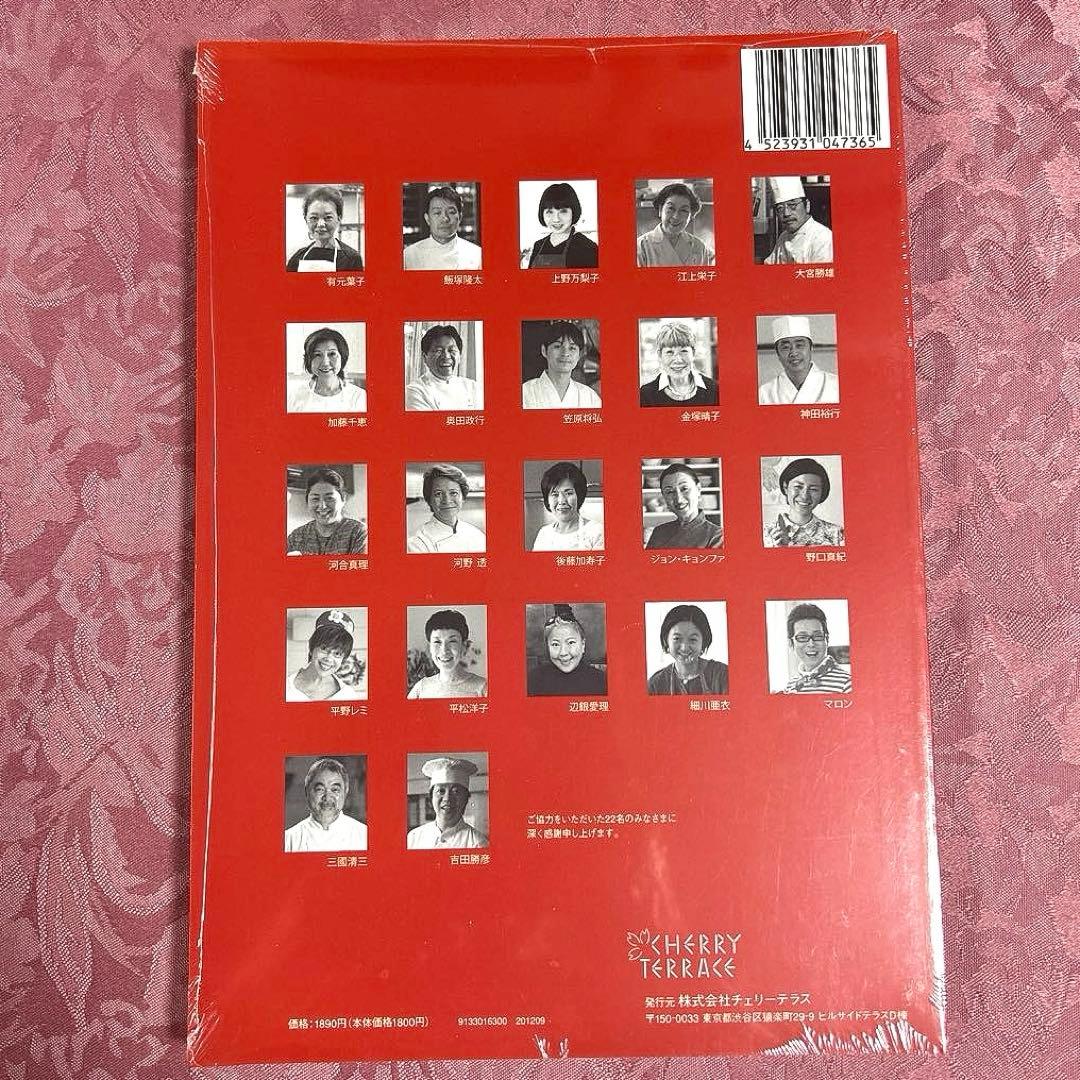 4 523931 047365
有元葉子
飯塚隆太
上野万梨子
江上栄子
大宮勝雄
加藤千恵
奥田政行
笠原将弘
金塚晴子
神田裕行
河合真理
河野 透
後藤加寿子
ジョン・キョンファ
野口真紀
平野レミ
平松洋子
辺銀愛理
細川亜衣
マロン
三國清三
吉田勝彦
ご協力をいただいた22名のみなさまに
深く感謝申し上げます。
CHERRY
TERRACE
発行元 株式会社チェリーテラス
〒150-0033 東京都渋谷区猿楽町29-9 ヒルサイドテラスD棟
価格：1890円（本体価格1800円） 9133016300 201209